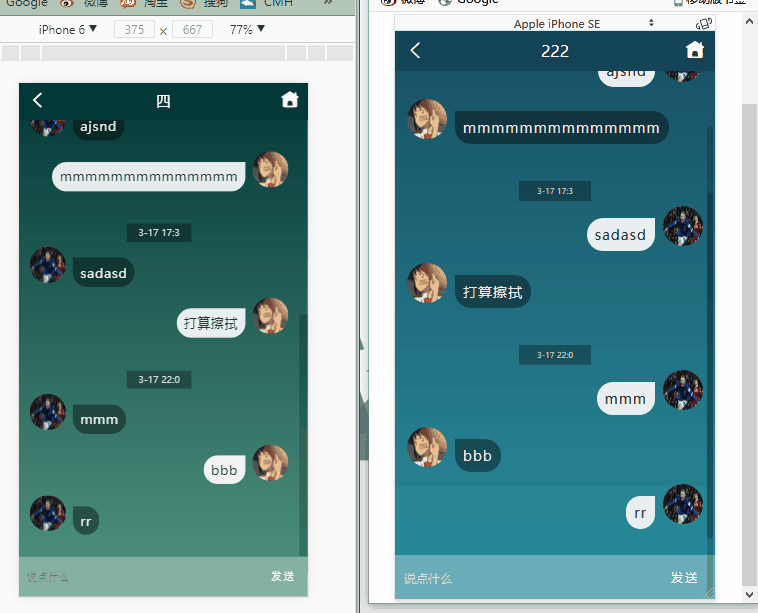 Google 微博 淘宝 搜狗 CMH »
iPhone 6 ▼ 375 × 667 77% ▼
四
ajsnd
mmmmmmmmmmmmmm
3-17 17:3
sadasd
打算擦拭
3-17 22:0
mmm
bbb
rr
说点什么 发送
微博 Google 移动版书签
Apple iPhone SE
222
ajsnd
mmmmmmmmmmmmmm
3-17 17:3
sadasd
打算擦拭
3-17 22:0
mmm
bbb
rr
说点什么 发送